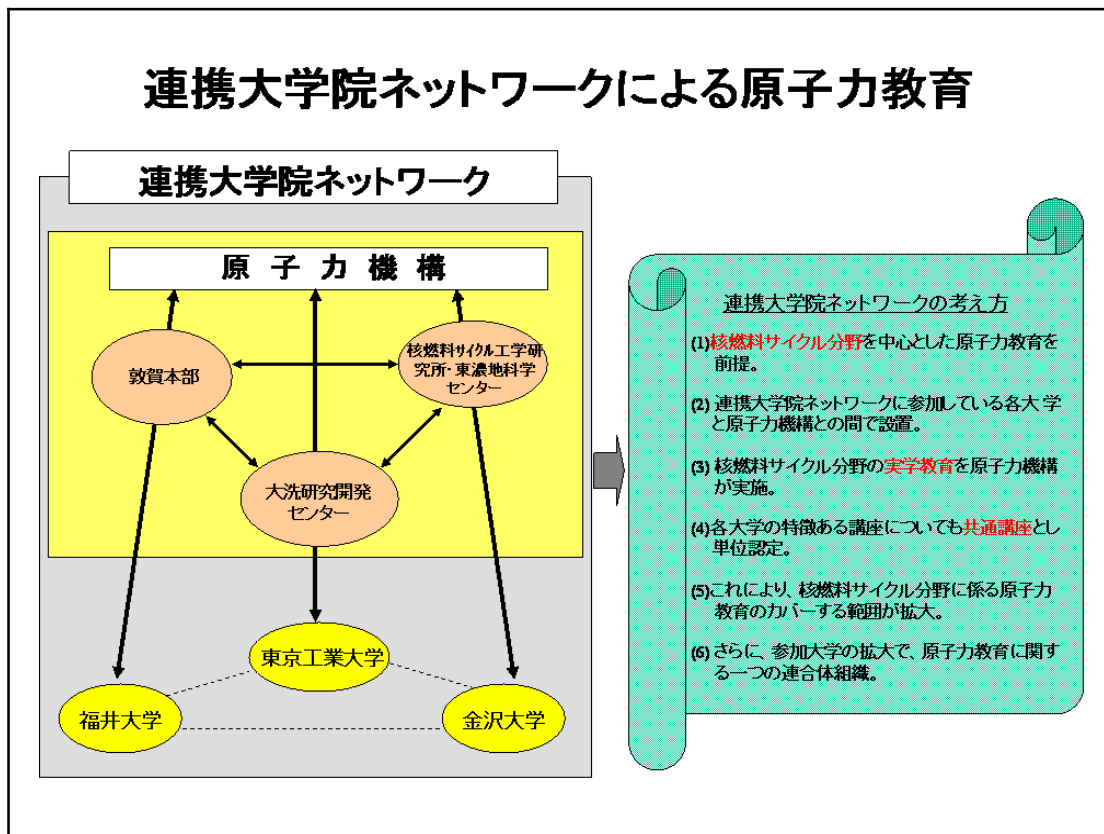 連携大学院ネットワークによる原子力教育
連携大学院ネットワーク
原 子 力 機 構
敦賀本部
核燃料サイクル工学研
究所・東濃地科学
センター
大洗研究開発
センター
東京工業大学
福井大学
金沢大学
連携大学院ネットワークの考え方
(1)核燃料サイクル分野を中心とした原子力教育を
前提。
(2) 連携大学院ネットワークに参加している各大学
と原子力機構との間で設置。
(3) 核燃料サイクル分野の実学教育を原子力機構
が実施。
(4)各大学の特徴ある講座についても共通講座とし
単位認定。
(5)これにより、核燃料サイクル分野に係る原子力
教育のカバーする範囲が拡大。
(6) さらに、参加大学の拡大で、原子力教育に関す
る一つの連合体組織。